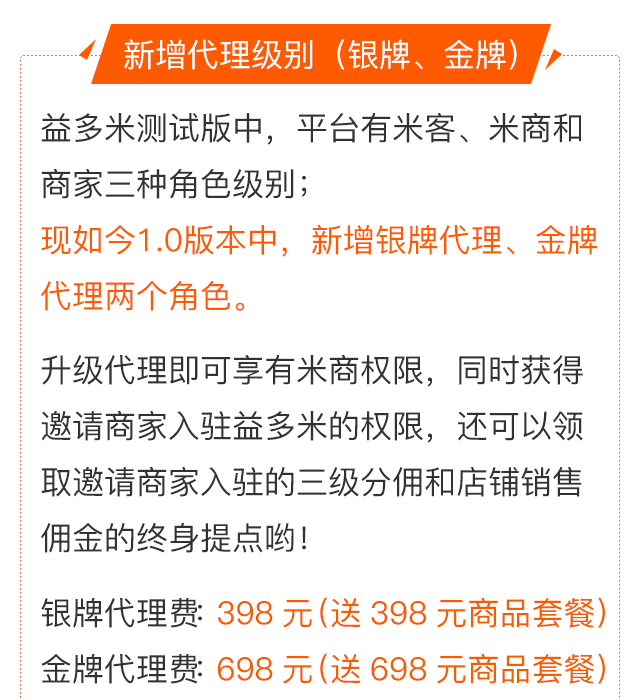 新增代理级别（银牌、金牌）
益多米测试版中，平台有米客、米商和
商家三种角色级别；
现如今1.0版本中，新增银牌代理、金牌
代理两个角色。
升级代理即可享有米商权限，同时获得
邀请商家入驻益多米的权限，还可以领
取邀请商家入驻的三级分佣和店铺销售
佣金的终身提点哟！
银牌代理费：398 元（送 398 元商品套餐）
金牌代理费：698 元（送 698 元商品套餐）